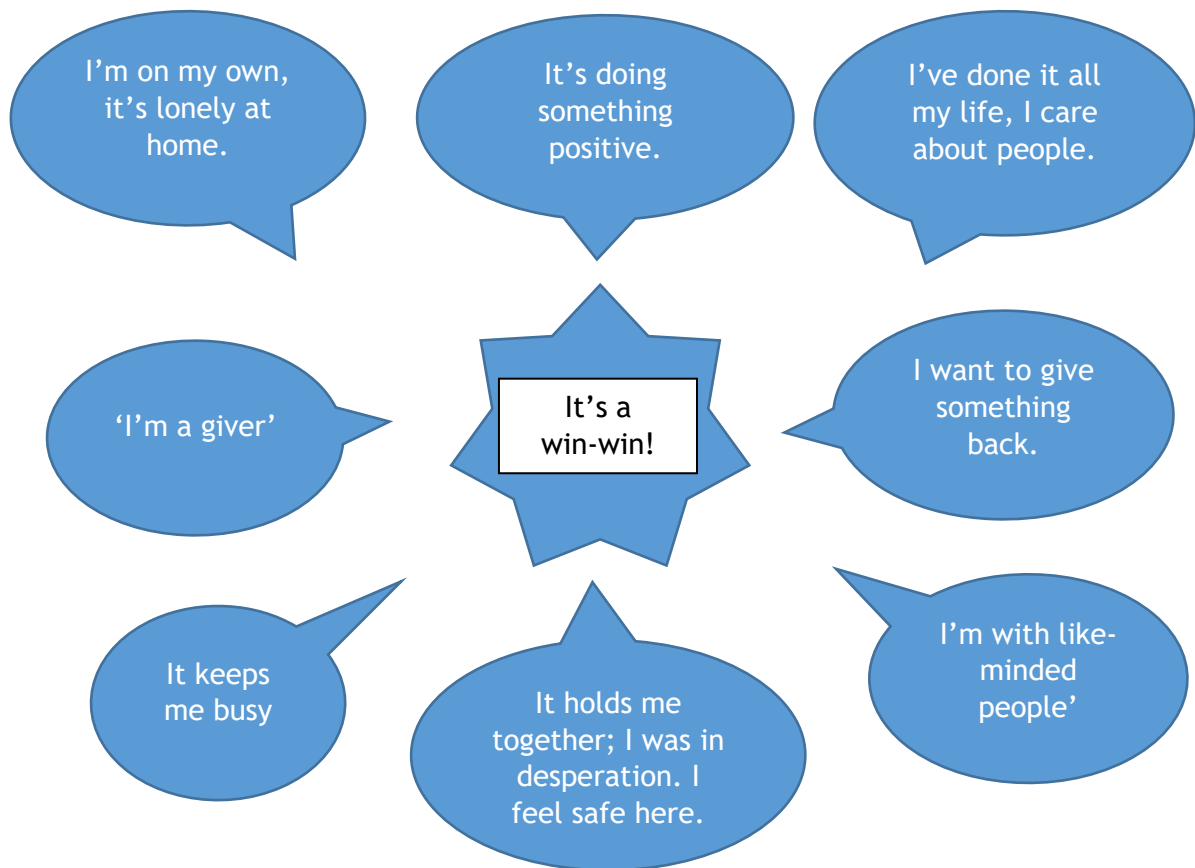 I’m on my own,
it’s lonely at
home.
It’s doing
something
positive.
I’ve done it all
my life, I care
about people.
‘I’m a giver’
It’s a
win-win!
I want to give
something
back.
It keeps
me busy
It holds me
together; I was in
desperation. I
feel safe here.
I’m with like-
minded
people’